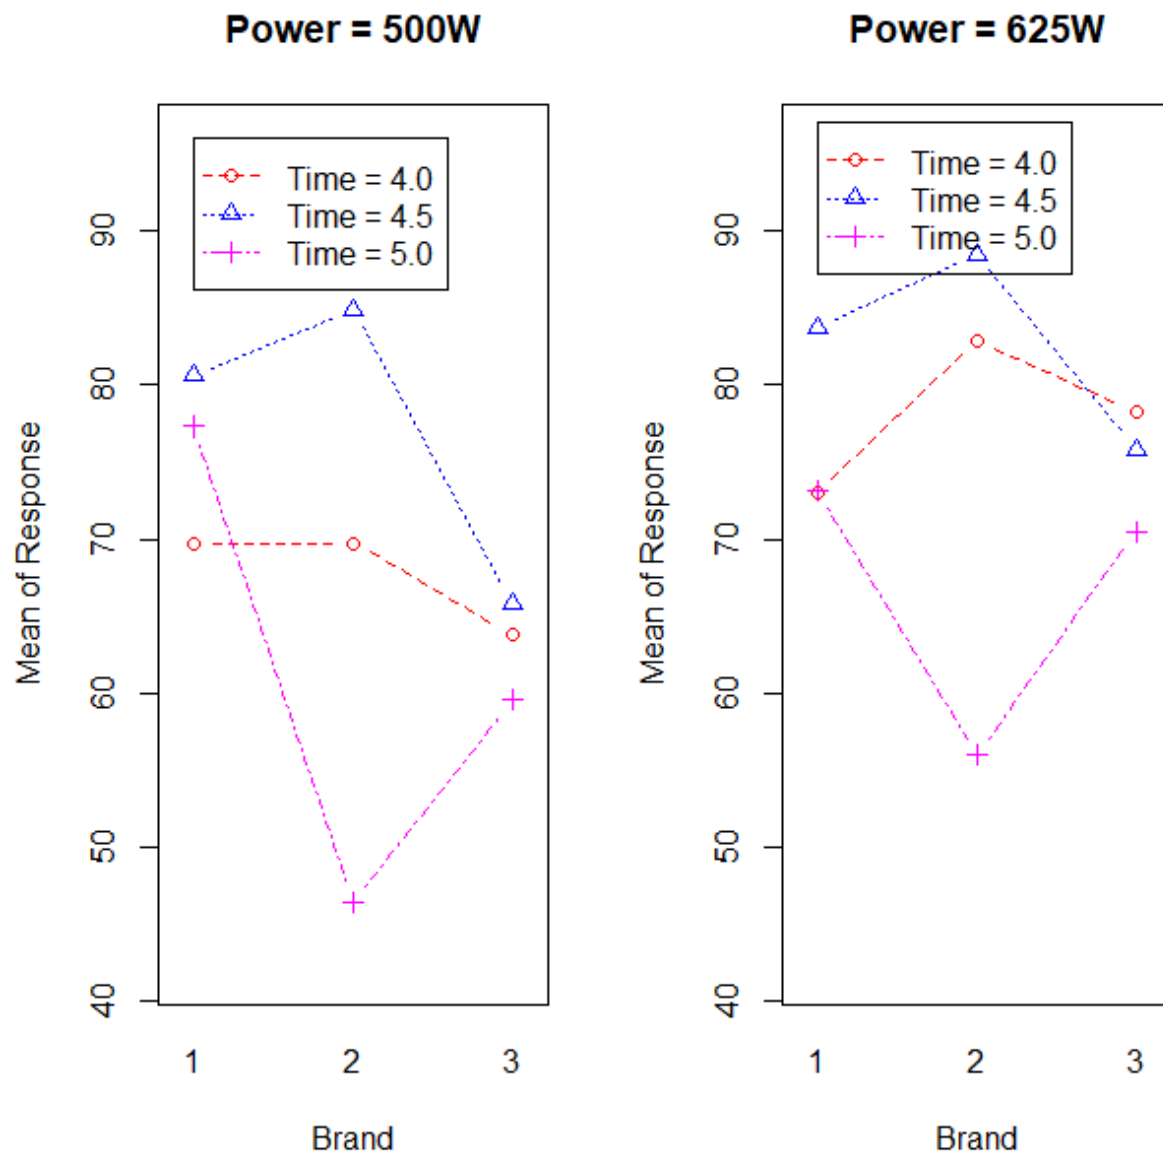 Power = 500W
Time = 4.0
Time = 4.5
Time = 5.0
Mean of Response
90
80
70
60
50
40
1 2 3
Brand
Power = 625W
Time = 4.0
Time = 4.5
Time = 5.0
Mean of Response
90
80
70
60
50
40
1 2 3
Brand